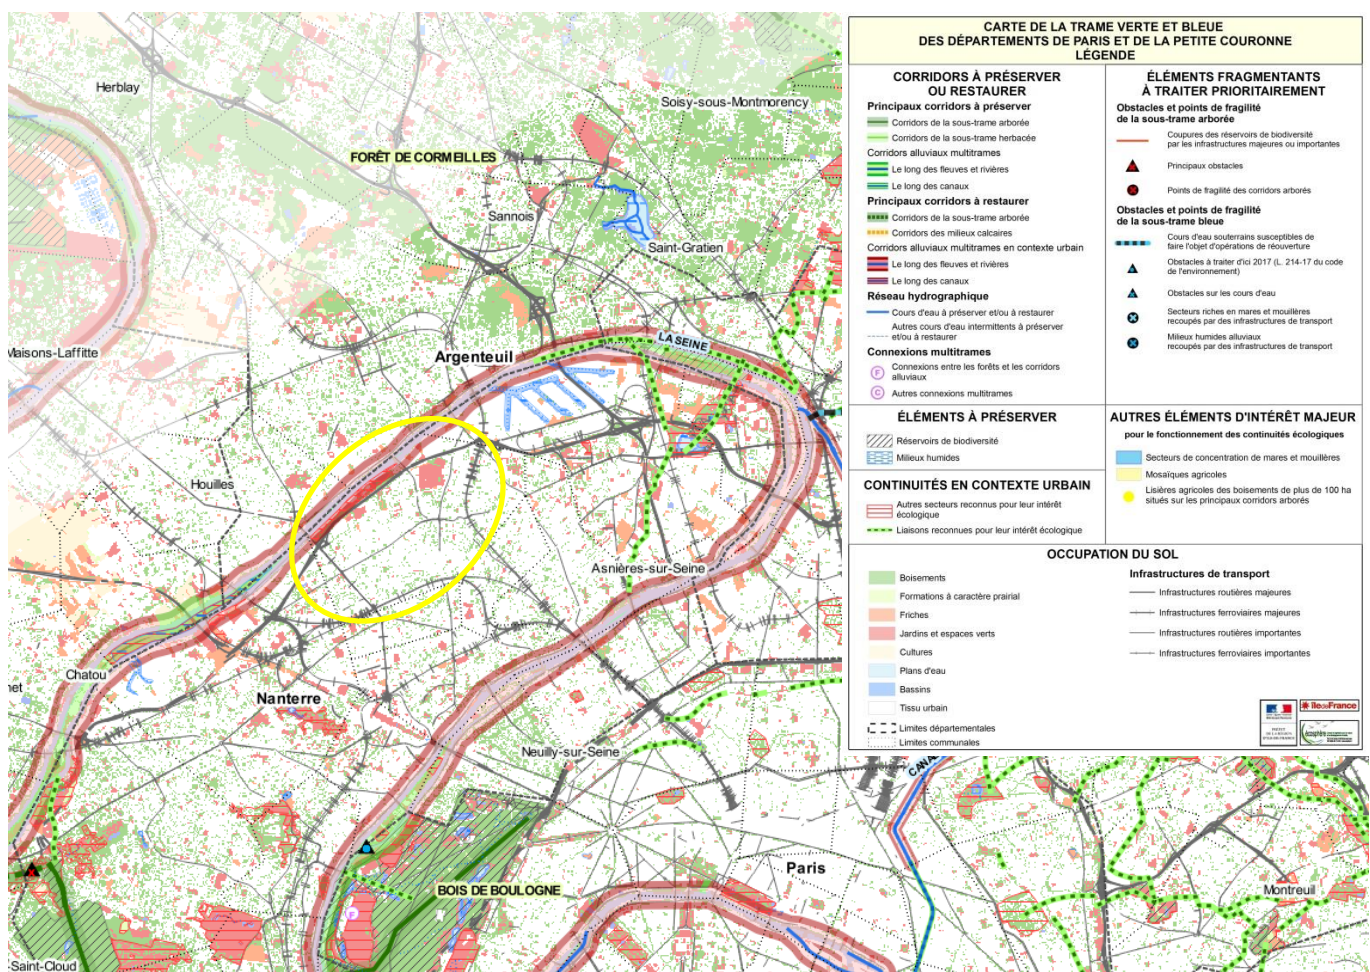 Herblay
Soisy-sous-Montmorency
FORÊT DE CORMEILLES
Sannois
Saint-Gratien
Maisons-Laffitte
Argenteuil
LA SEINE
Houilles
Asnières-sur-Seine
Chatou
Nanterre
Neuilly-sur-Seine
BOIS DE BOULOGNE
Paris
Montreuil
Saint-Cloud
F
CARTE DE LA TRAME VERTE ET BLEUE
DES DÉPARTEMENTS DE PARIS ET DE LA PETITE COURONNE
LÉGENDE
CORRIDORS À PRÉSERVER
OU RESTAURER
Principaux corridors à préserver
Corridors de la sous-trame arborée
Corridors de la sous-trame herbacée
Corridors alluviaux multitrames
Le long des fleuves et rivières
Le long des canaux
Principaux corridors à restaurer
Corridors de la sous-trame arborée
Corridors des milieux calcaires
Corridors alluviaux multitrames en contexte urbain
Le long des fleuves et rivières
Le long des canaux
Réseau hydrographique
Cours d'eau à préserver et/ou à restaurer
Autres cours d'eau intermittents à préserver
et/ou à restaurer
Connexions multitrames
F
Connexions entre les forêts et les corridors
alluviaux
C
Autres connexions multitrames
ÉLÉMENTS FRAGMENTANTS
À TRAITER PRIORITAIREMENT
Obstacles et points de fragilité
de la sous-trame arborée
Coupures des réservoirs de biodiversité
par les infrastructures majeures ou importantes
Principaux obstacles
Points de fragilité des corridors arborés
Obstacles et points de fragilité
de la sous-trame bleue
Cours d'eau souterrains susceptibles de
faire l'objet d'opérations de réouverture
Obstacles à traiter d'ici 2017 (L. 214-17 du code
de l'environnement)
Obstacles sur les cours d'eau
Secteurs riches en mares et mouillères
recoupés par des infrastructures de transport
Milieux humides alluviaux
recoupés par des infrastructures de transport
ÉLÉMENTS À PRÉSERVER
Réservoirs de biodiversité
Milieux humides
CONTINUITÉS EN CONTEXTE URBAIN
Autres secteurs reconnus pour leur intérêt
écologique
Liaisons reconnues pour leur intérêt écologique
AUTRES ÉLÉMENTS D'INTÉRÊT MAJEUR
pour le fonctionnement des continuités écologiques
Secteurs de concentration de mares et mouillères
Mosaïques agricoles
Lisières agricoles des boisements de plus de 100 ha
situés sur les principaux corridors arborés
OCCUPATION DU SOL
Boisements
Formations à caractère prairial
Friches
Jardins et espaces verts
Cultures
Plans d'eau
Bassins
Tissu urbain
Limites départementales
Limites communales
Infrastructures de transport
Infrastructures routières majeures
Infrastructures ferroviaires majeures
Infrastructures routières importantes
Infrastructures ferroviaires importantes
îledeFrance